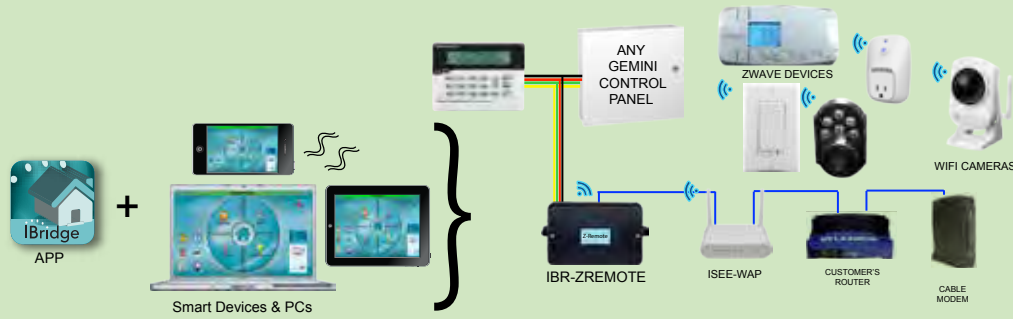 IBridge
APP
+
Smart Devices & PCs
ANY
GEMINI
CONTROL
PANEL
ZWAVE DEVICES
WIFI CAMERAS
Z-Remote
IBR-ZREMOTE
ISEE-WAP
CUSTOMER'S
ROUTER
CABLE
MODEM